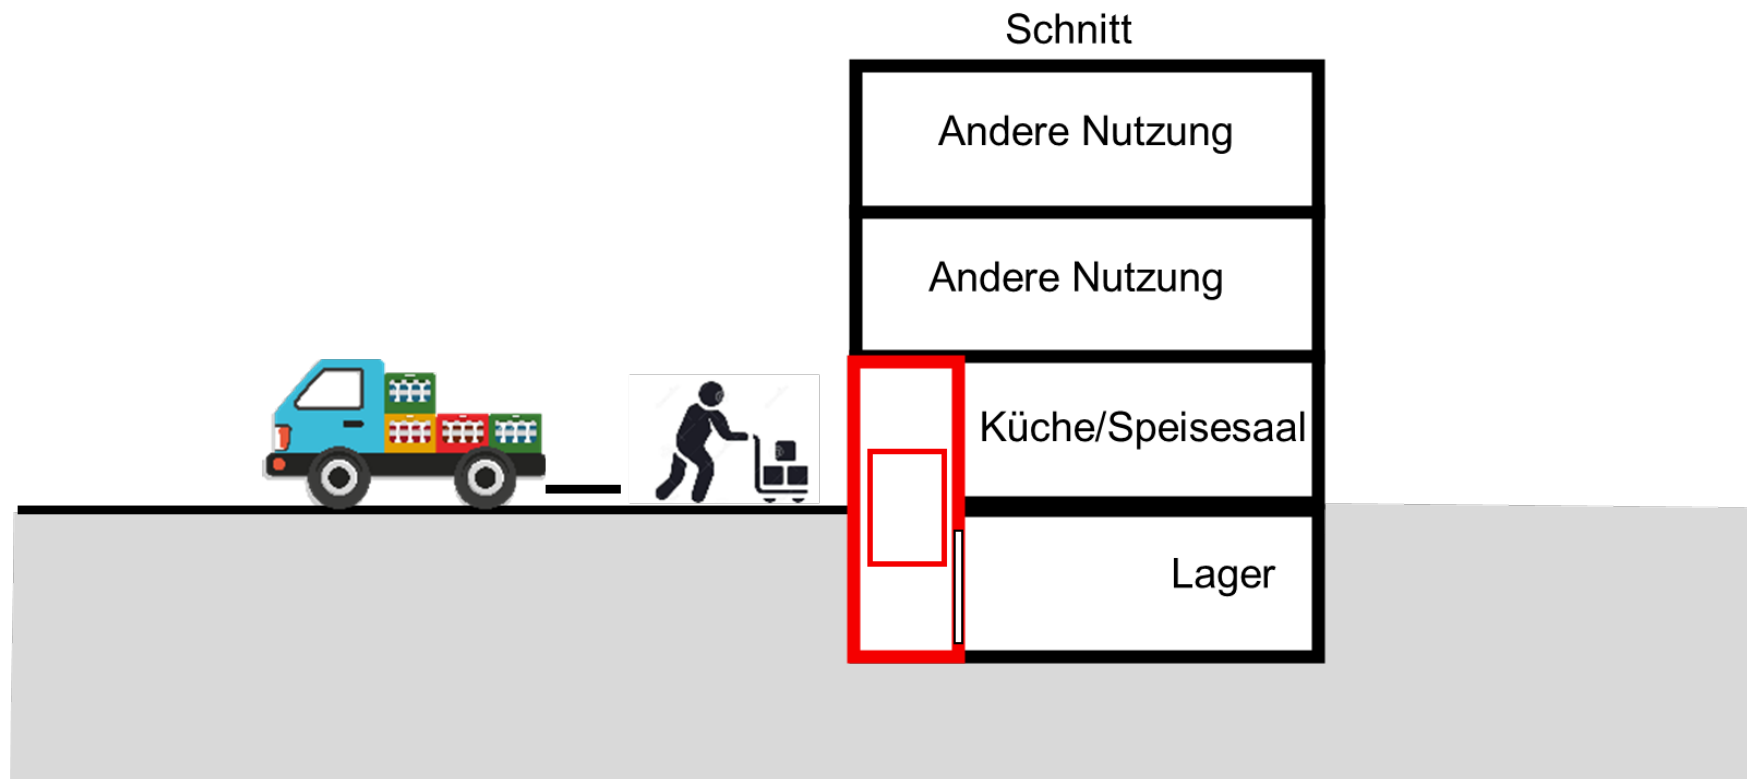 Schnitt
Andere Nutzung
Andere Nutzung
Küche/Speisesaal
Lager